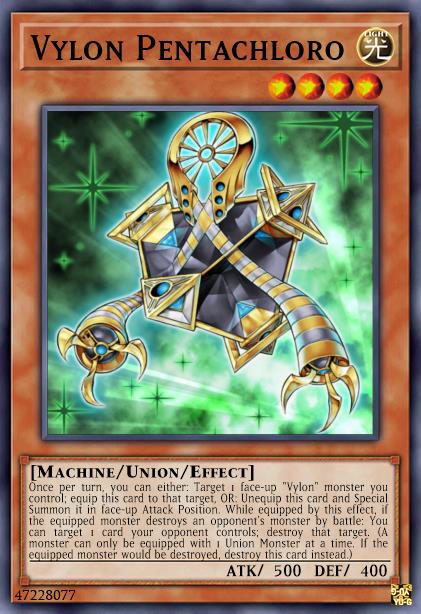 VYLON PENTACHLORO
LIGHT
光
[MACHINE/UNION/EFFECT]
Once per turn, you can either: Target 1 face-up "Vylon" monster you
control; equip this card to that target, OR: Unequip this card and Special
Summon it in face-up Attack Position. While equipped by this effect, if
the equipped monster destroys an opponent's monster by battle: You
can target 1 card your opponent controls; destroy that target. (A
monster can only be equipped with 1 Union Monster at a time. If the
equipped monster would be destroyed, destroy this card instead.)
ATK/ 500 DEF/ 400
47228077